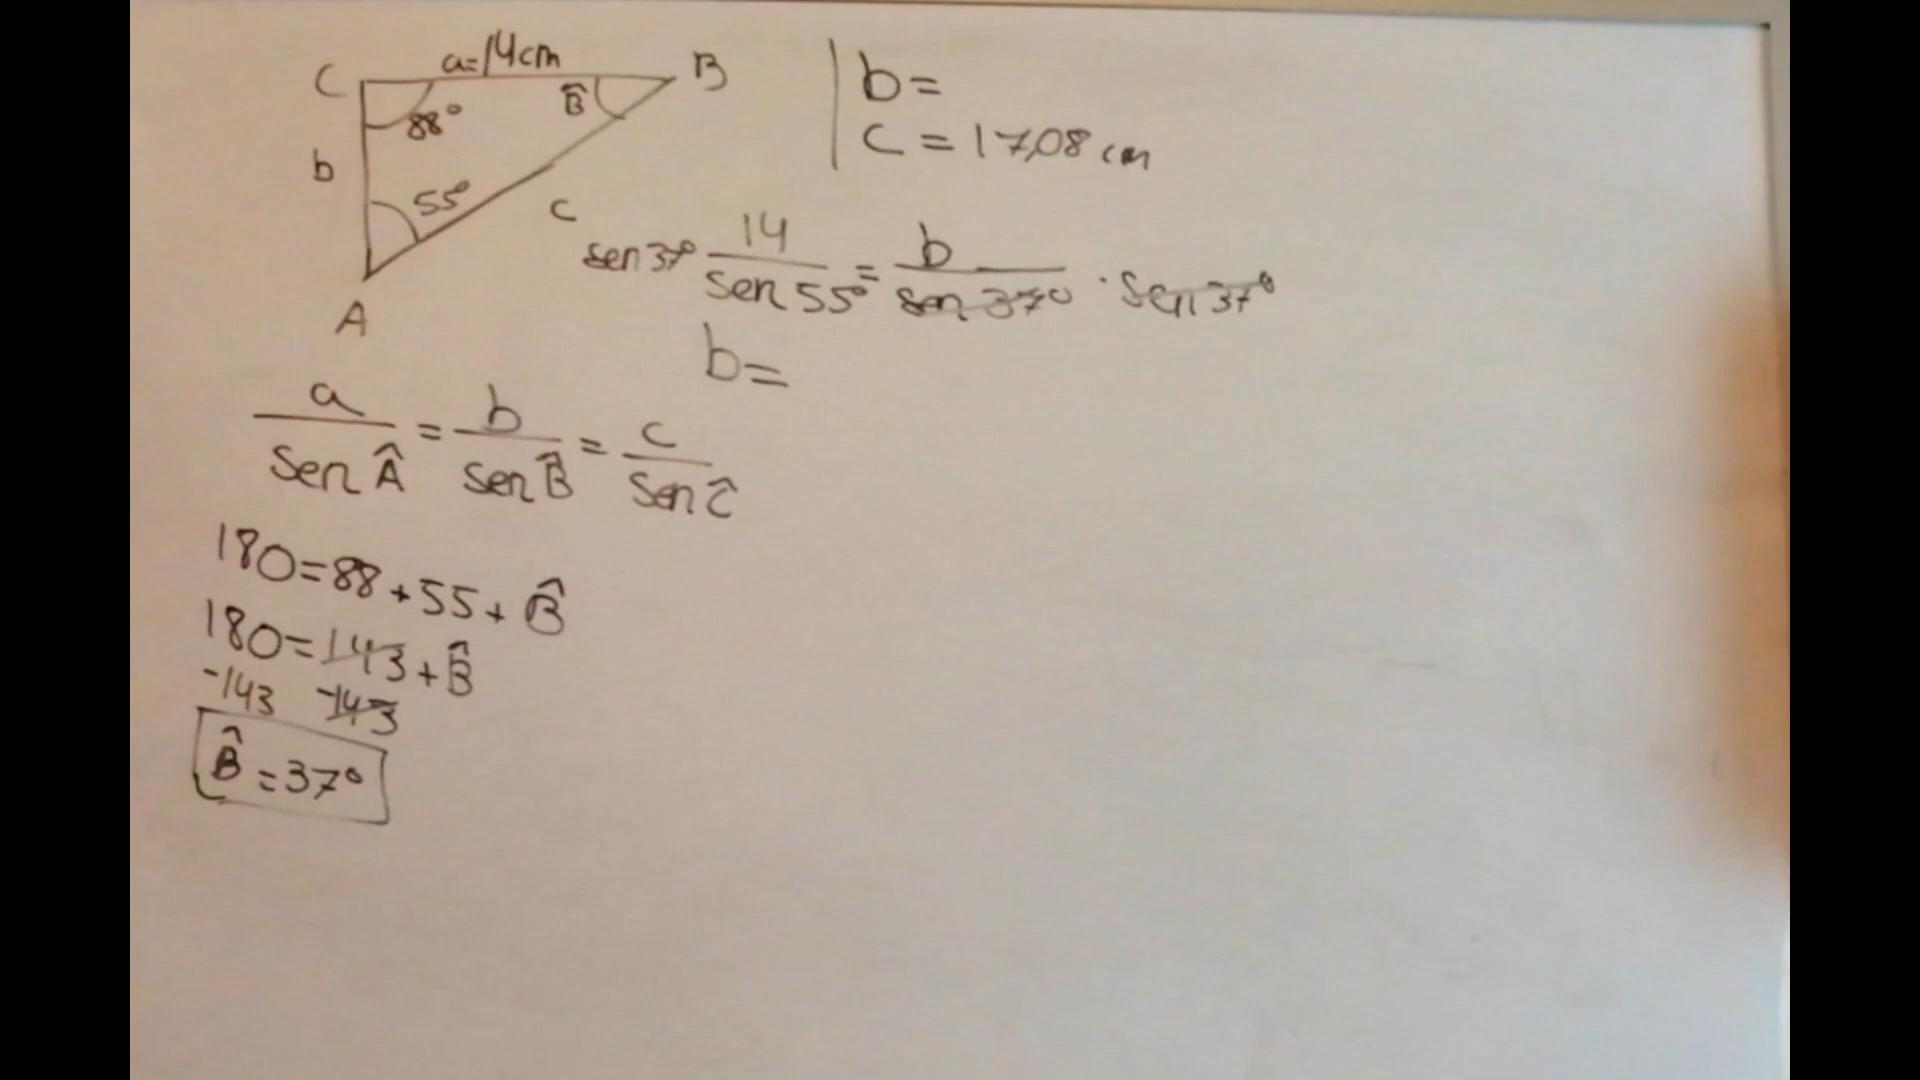 a=14cm
C
B
B̂
88°
b
55°
c
A
b=
c = 17,08 cm
sen 37° 14/sen 55° = b/sen 37° · sen 37°
b=
a/sen Â = b/sen B̂ = c/sen Ĉ
180=88+55+B̂
180=143+B̂
-143 -143
B̂ = 37°